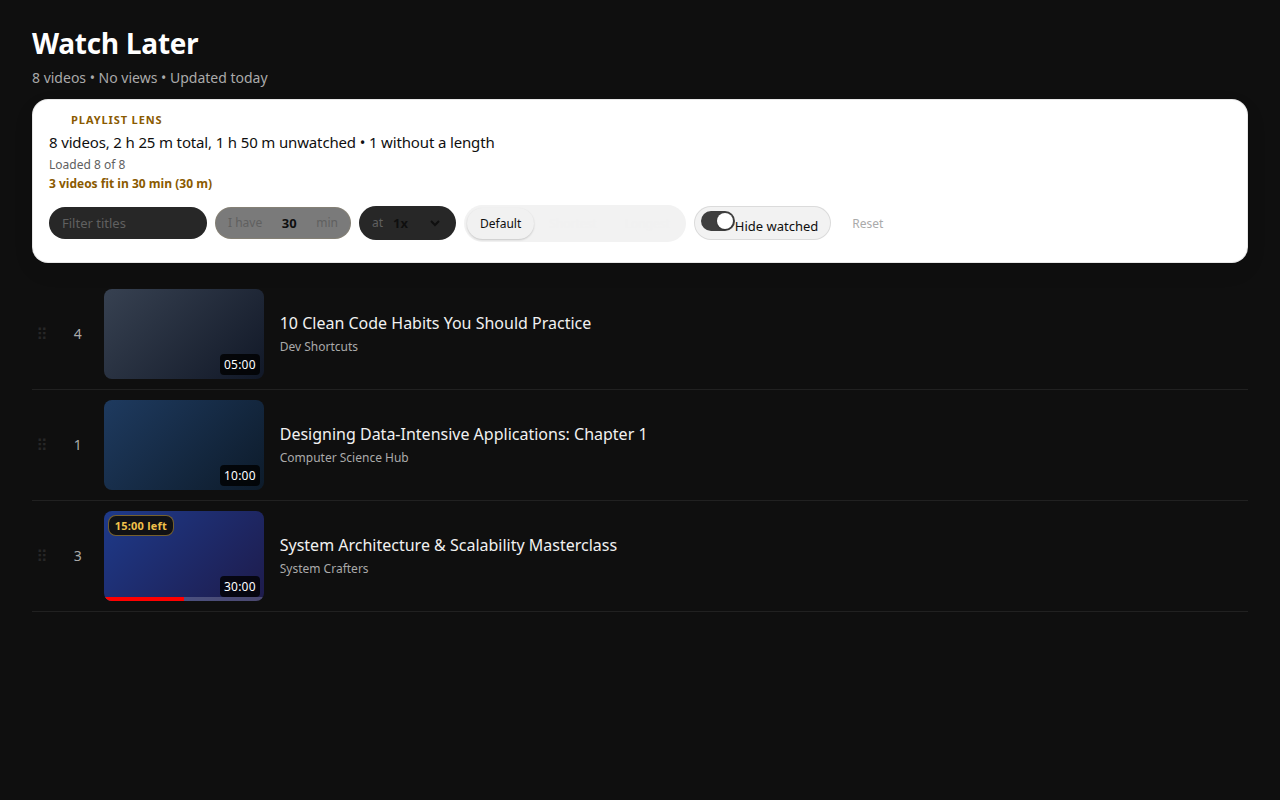 Watch Later
8 videos • No views • Updated today
PLAYLIST LENS
8 videos, 2 h 25 m total, 1 h 50 m unwatched • 1 without a length
Loaded 8 of 8
3 videos fit in 30 min (30 m)
Filter titles
I have 30 min
at 1x
Default
Hide watched
Reset
4
10 Clean Code Habits You Should Practice
Dev Shortcuts
05:00
1
Designing Data-Intensive Applications: Chapter 1
Computer Science Hub
10:00
15:00 left
3
System Architecture & Scalability Masterclass
System Crafters
30:00